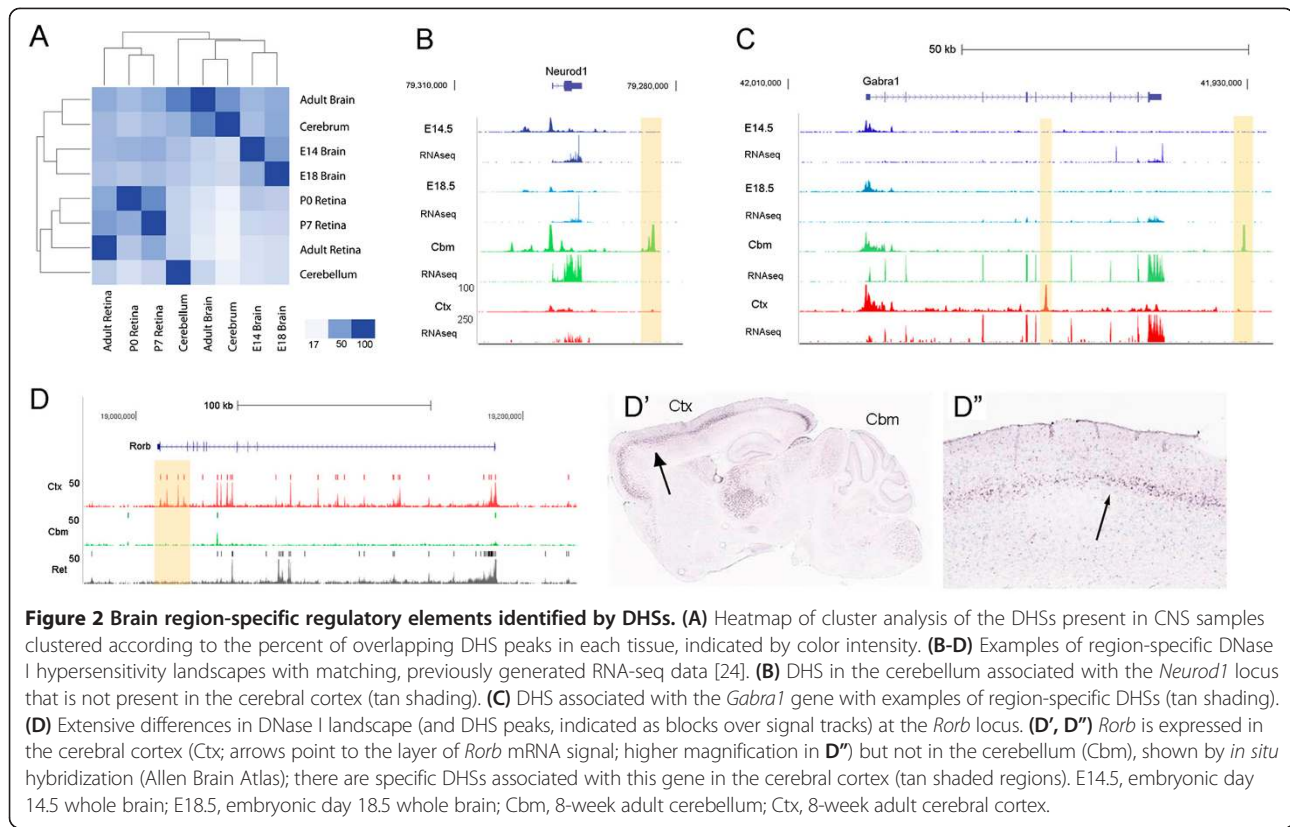 A
Adult Brain
Cerebrum
E14 Brain
E18 Brain
P0 Retina
P7 Retina
Adult Retina
Cerebellum
Adult Retina
P0 Retina
P7 Retina
Cerebellum
Adult Brain
Cerebrum
E14 Brain
E18 Brain
17 50 100
B
Neurod1
79,310,000
79,280,000
E14.5
RNAseq
E18.5
RNAseq
Cbm
RNAseq
100
Ctx
250
RNAseq
C
50 kb
42,010,000
Gabra1
41,930,000
E14.5
RNAseq
E18.5
RNAseq
Cbm
RNAseq
Ctx
RNAseq
D
19,000,000
100 kb
19,200,000
Rorb
Ctx 50
Cbm 50
Ret 50
D'
Ctx
Cbm
D"
Figure 2 Brain region-specific regulatory elements identified by DHSs. (A) Heatmap of cluster analysis of the DHSs present in CNS samples
clustered according to the percent of overlapping DHS peaks in each tissue, indicated by color intensity. (B-D) Examples of region-specific DNase
I hypersensitivity landscapes with matching, previously generated RNA-seq data [24]. (B) DHS in the cerebellum associated with the Neurod1 locus
that is not present in the cerebral cortex (tan shading). (C) DHS associated with the Gabra1 gene with examples of region-specific DHSs (tan shading).
(D) Extensive differences in DNase I landscape (and DHS peaks, indicated as blocks over signal tracks) at the Rorb locus. (D', D") Rorb is expressed in
the cerebral cortex (Ctx; arrows point to the layer of Rorb mRNA signal; higher magnification in D") but not in the cerebellum (Cbm), shown by in situ
hybridization (Allen Brain Atlas); there are specific DHSs associated with this gene in the cerebral cortex (tan shaded regions). E14.5, embryonic day
14.5 whole brain; E18.5, embryonic day 18.5 whole brain; Cbm, 8-week adult cerebellum; Ctx, 8-week adult cerebral cortex.